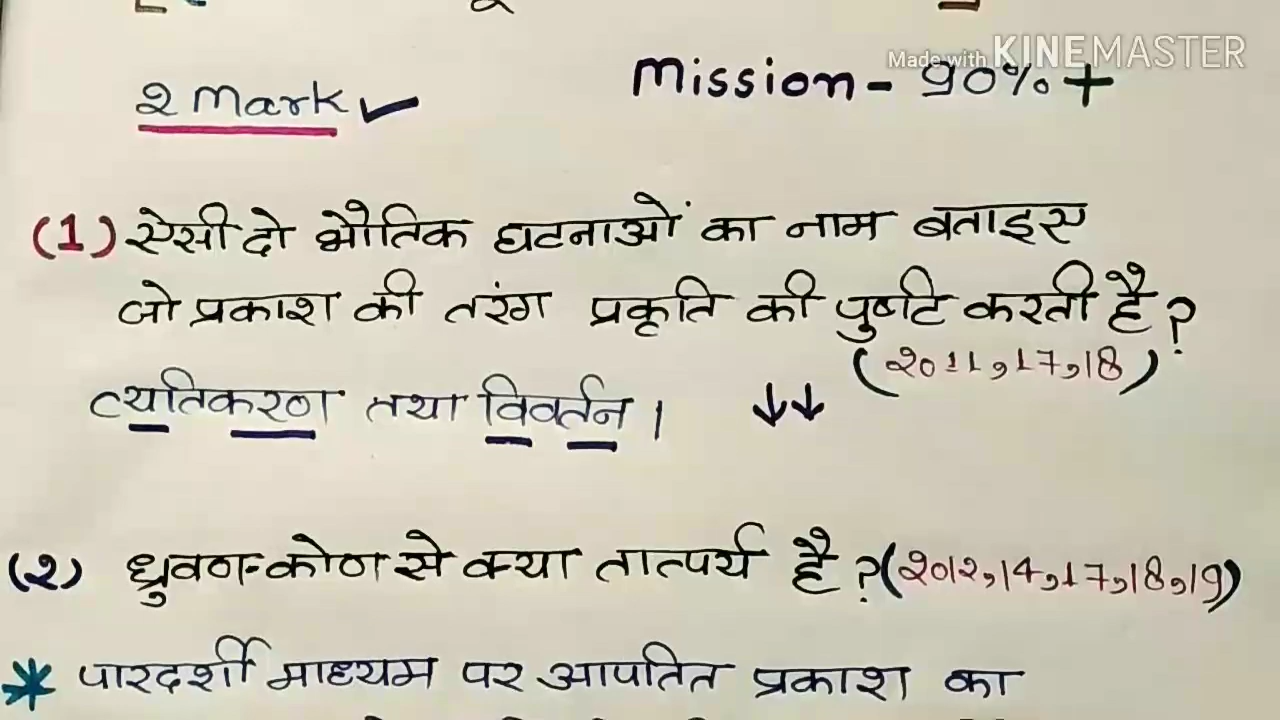 Made with KINEMASTER
2 Mark ✓ Mission - 90% +
(1) ऐसी दो भौतिक घटनाओं का नाम बताइए
जो प्रकाश की तरंग प्रकृति की पुष्टि करती है ?
(2011,17,18)
व्यतिकरण तथा विवर्तन । ↓↓
(२) ध्रुवण-कोण से क्या तात्पर्य है ? (2012,14,17,18,19)
* पारदर्शी माध्यम पर आपतित प्रकाश का